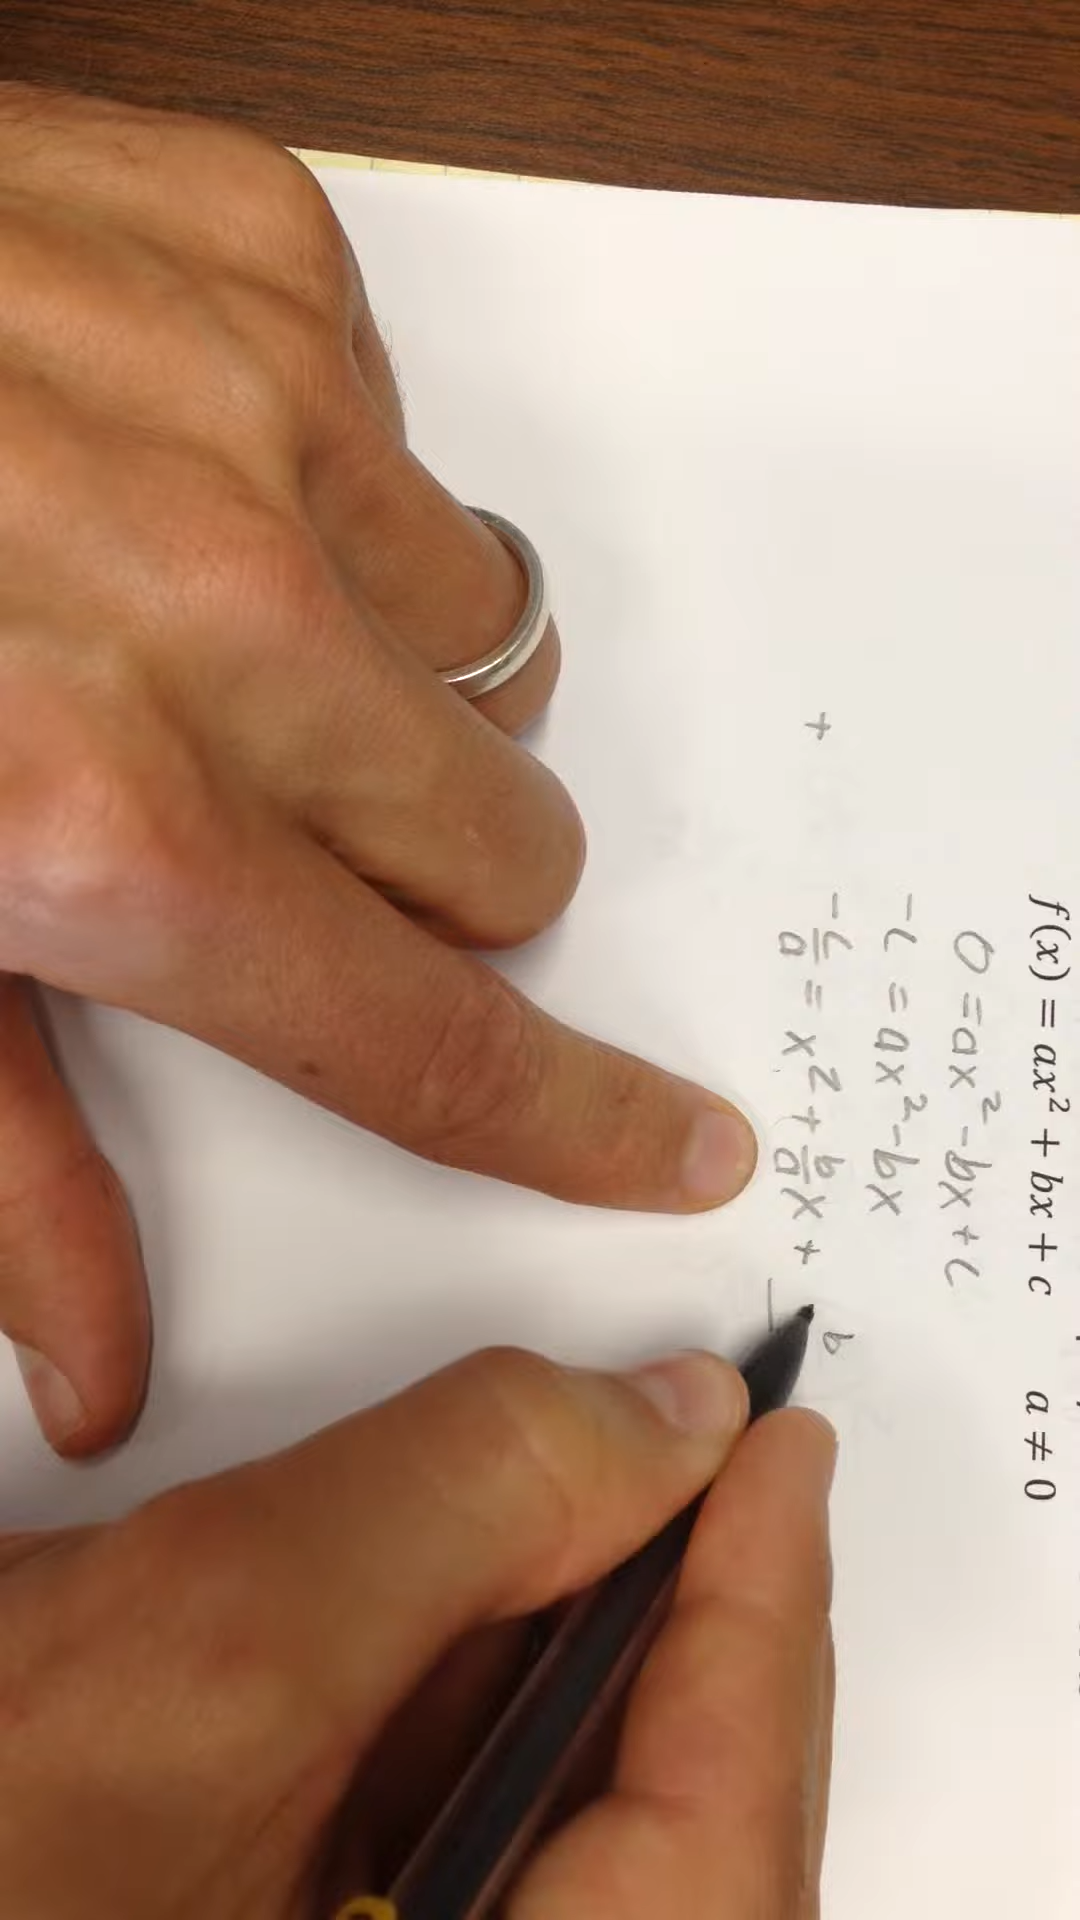 f(x) = ax² + bx + c a ≠ 0
0 = ax² - bx + c
-c = ax² - bx
+ -c/a = x² + b/a x + b